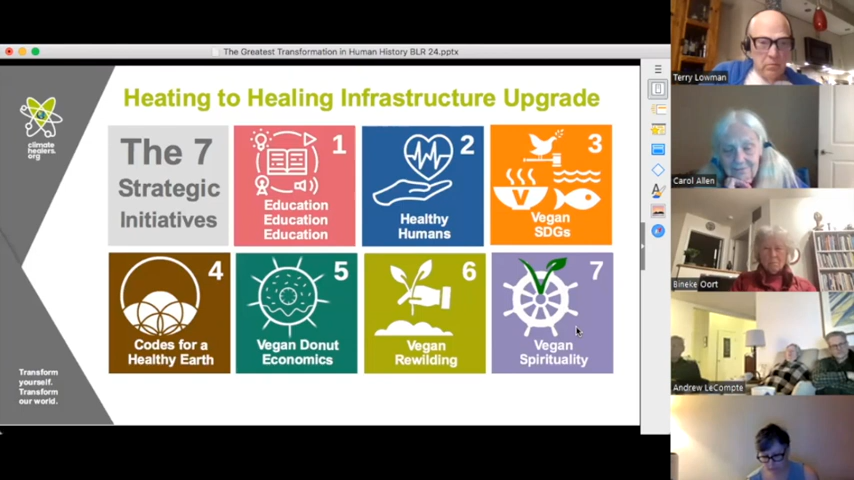 The Greatest Transformation in Human History BLR 24.pptx
Heating to Healing Infrastructure Upgrade
climate
healers.
org
The 7
Strategic
Initiatives
1
Education
Education
Education
2
Healthy
Humans
3
V
Vegan
SDGs
4
Codes for a
Healthy Earth
5
Vegan Donut
Economics
6
Vegan
Rewilding
7
Vegan
Spirituality
Transform
yourself.
Transform
our world.
Terry Lowman
Carol Allen
Bineke Oort
Andrew LeCompte